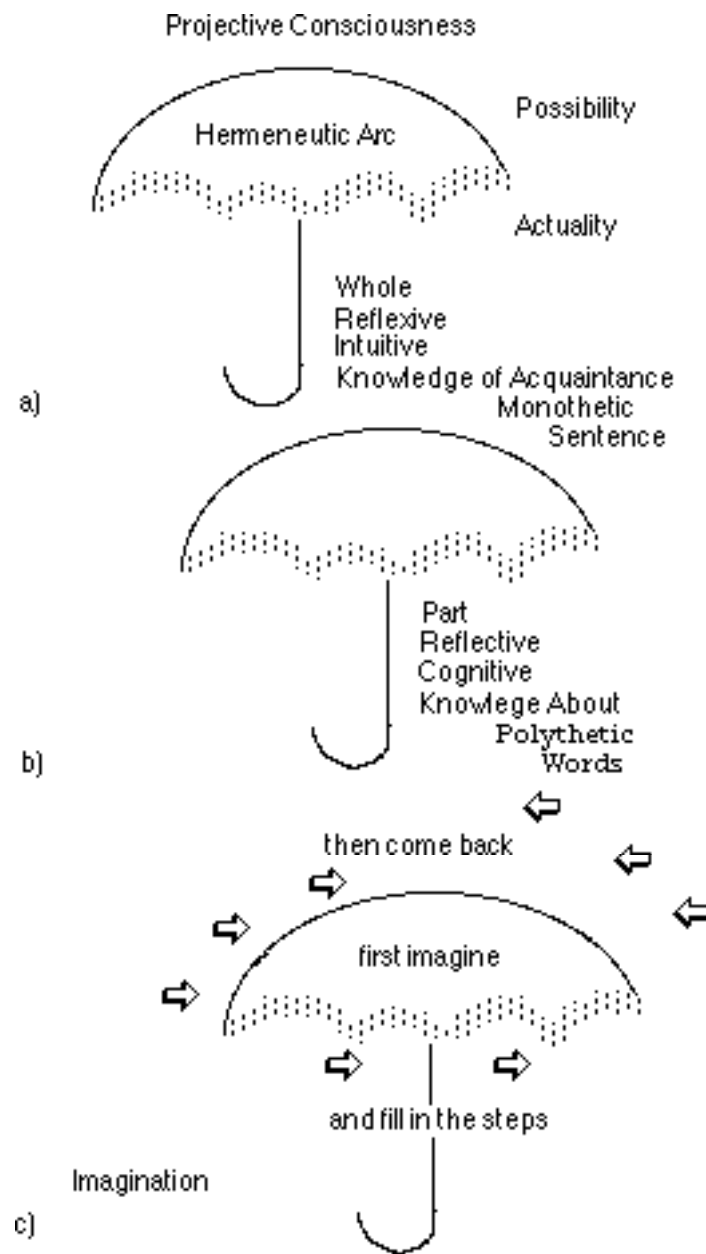 Projective Consciousness
Possibility
Hermeneutic Arc
Actuality
Whole
Reflexive
Intuitive
Knowledge of Acquaintance
a)
Monothetic
Sentence
Part
Reflective
Cognitive
Knowlege About
Polythetic
b)
Words
then come back
first imagine
and fill in the steps
Imagination
c)